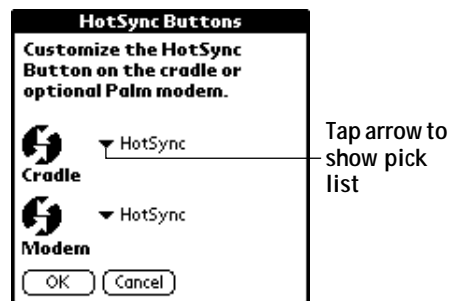 HotSync Buttons
Customize the HotSync
Button on the cradle or
optional Palm modem.
HotSync
Cradle
HotSync
Modem
OK Cancel
Tap arrow to
show pick
list